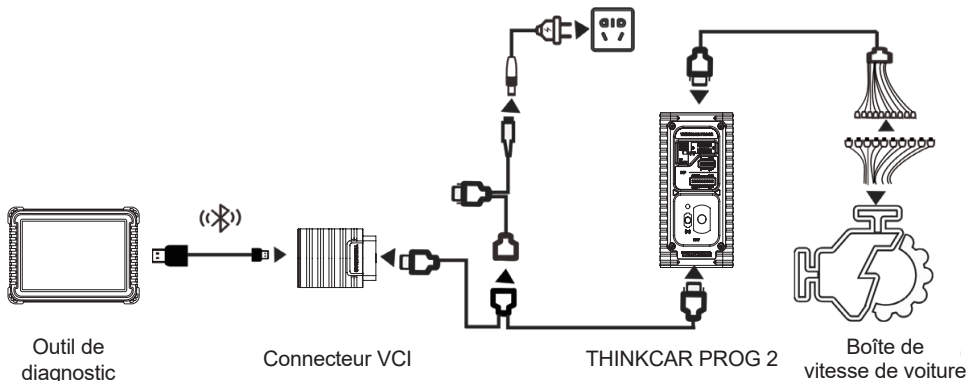 Outil de
diagnostic
Connecteur VCI
THINKCAR PROG 2
Boîte de
vitesse de voiture